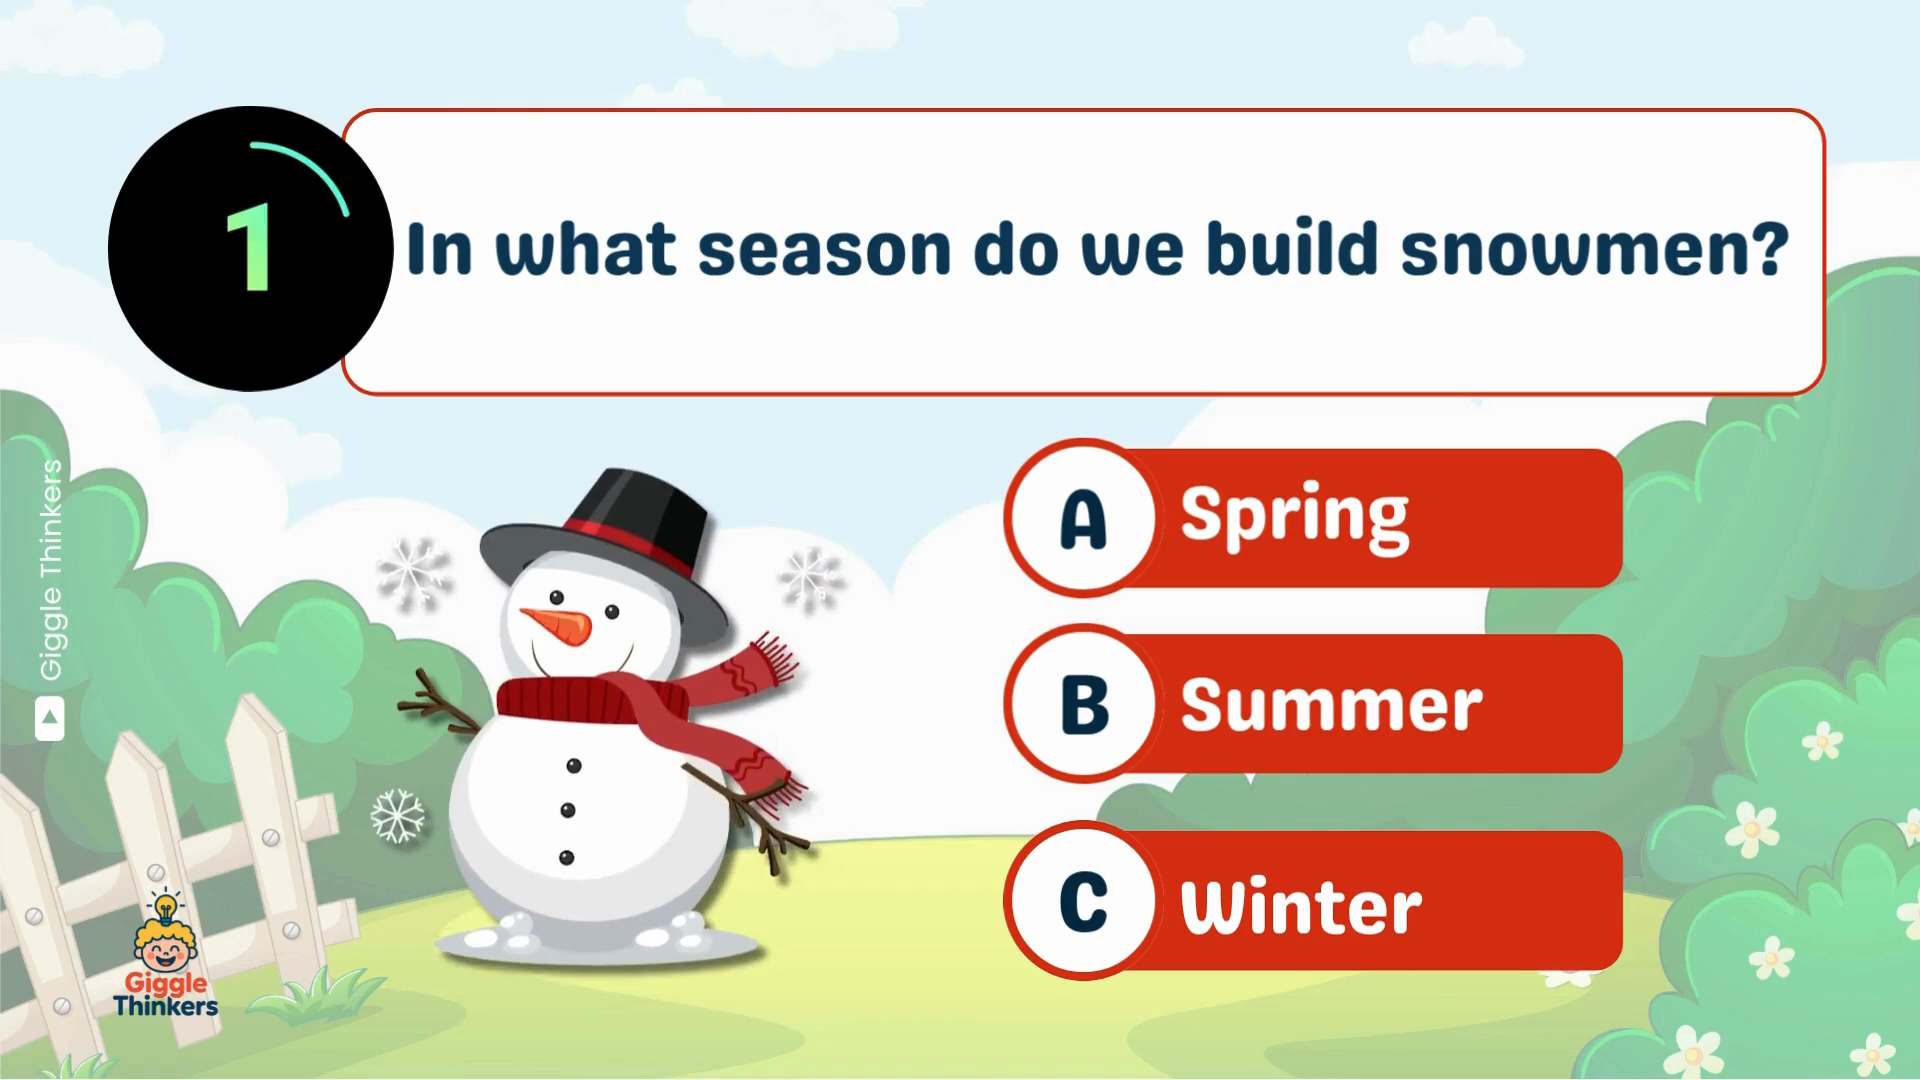 1
In what season do we build snowmen?
A
Spring
B
Summer
C
Winter
Giggle Thinkers
Giggle
Thinkers